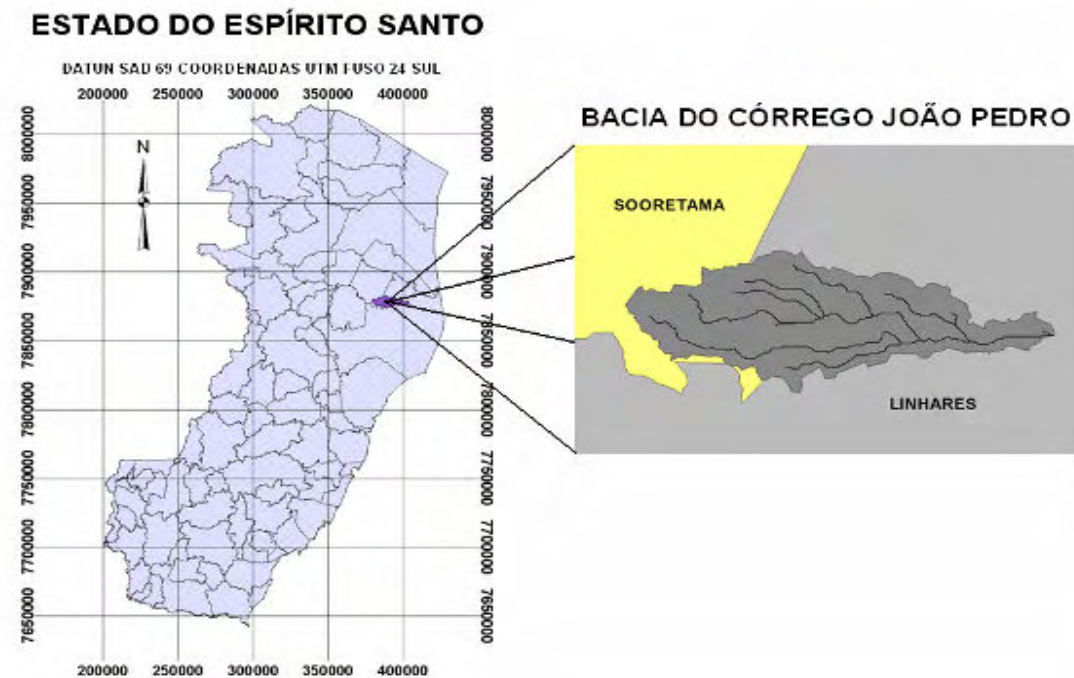 ESTADO DO ESPÍRITO SANTO
DATUN SAD 69 COORDENADAS UTM FUSO 24 SUL
200000 250000 300000 350000 400000
8000000
7950000
7900000
7850000
7800000
7750000
7700000
7650000
N
8000000
7950000
7900000
7850000
7800000
7750000
7700000
7650000
200000 250000 300000 350000 400000
BACIA DO CÓRREGO JOÃO PEDRO
SOORETAMA
LINHARES